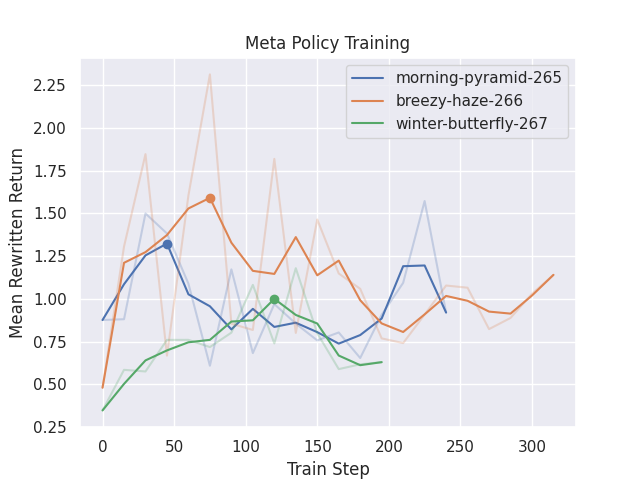 Meta Policy Training
morning-pyramid-265
breezy-haze-266
winter-butterfly-267
Mean Rewritten Return
2.25
2.00
1.75
1.50
1.25
1.00
0.75
0.50
0.25
0 50 100 150 200 250 300
Train Step